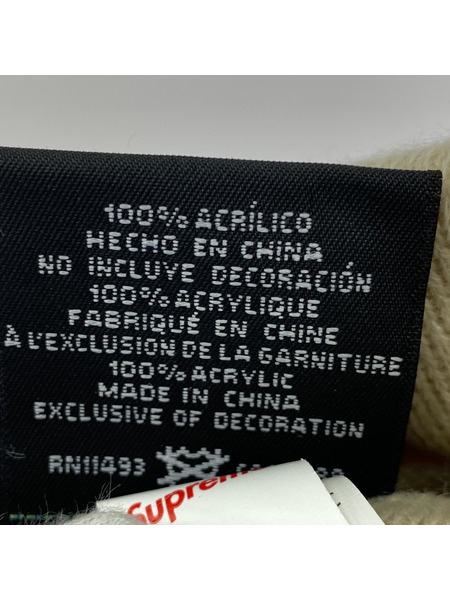 100% ACRÍLICO
HECHO EN CHINA
NO INCLUYE DECORACIÓN
100% ACRYLIQUE
FABRIQUÉ EN CHINE
À L'EXCLUSION DE LA GARNITURE
100% ACRYLIC
MADE IN CHINA
EXCLUSIVE OF DECORATION
RN11493
Suprem